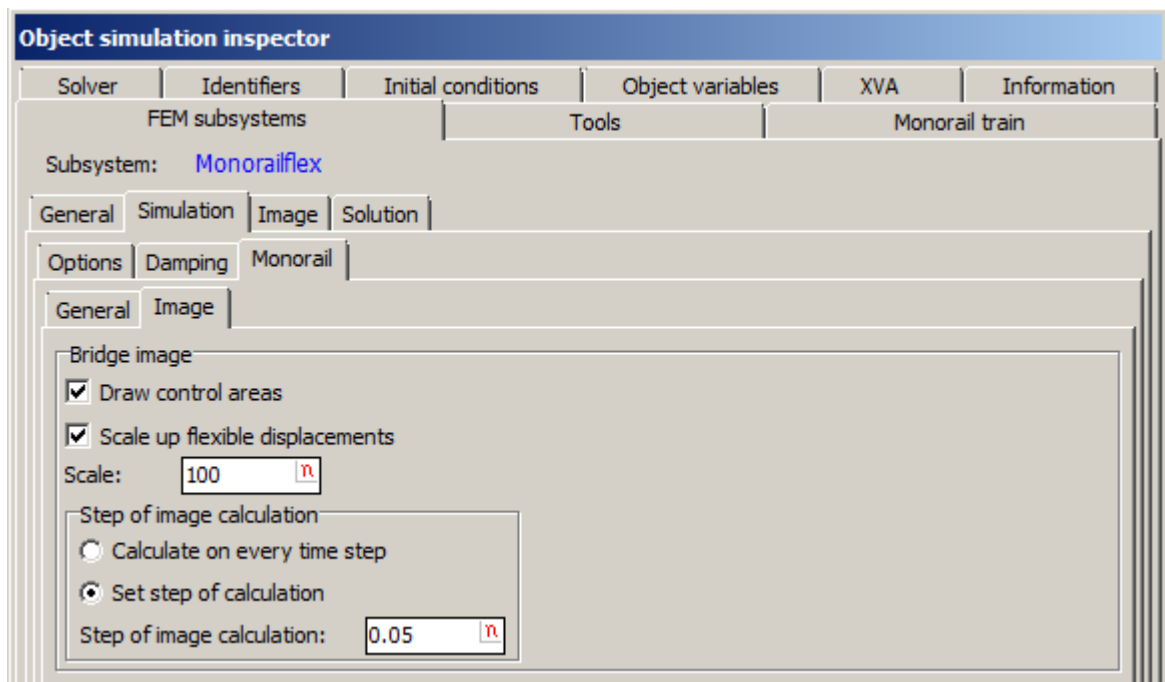 Object simulation inspector
Solver Identifiers Initial conditions Object variables XVA Information
FEM subsystems Tools Monorail train
Subsystem: Monorailflex
General Simulation Image Solution
Options Damping Monorail
General Image
Bridge image
Draw control areas
Scale up flexible displacements
Scale: 100 n
Step of image calculation
Calculate on every time step
Set step of calculation
Step of image calculation: 0.05 n